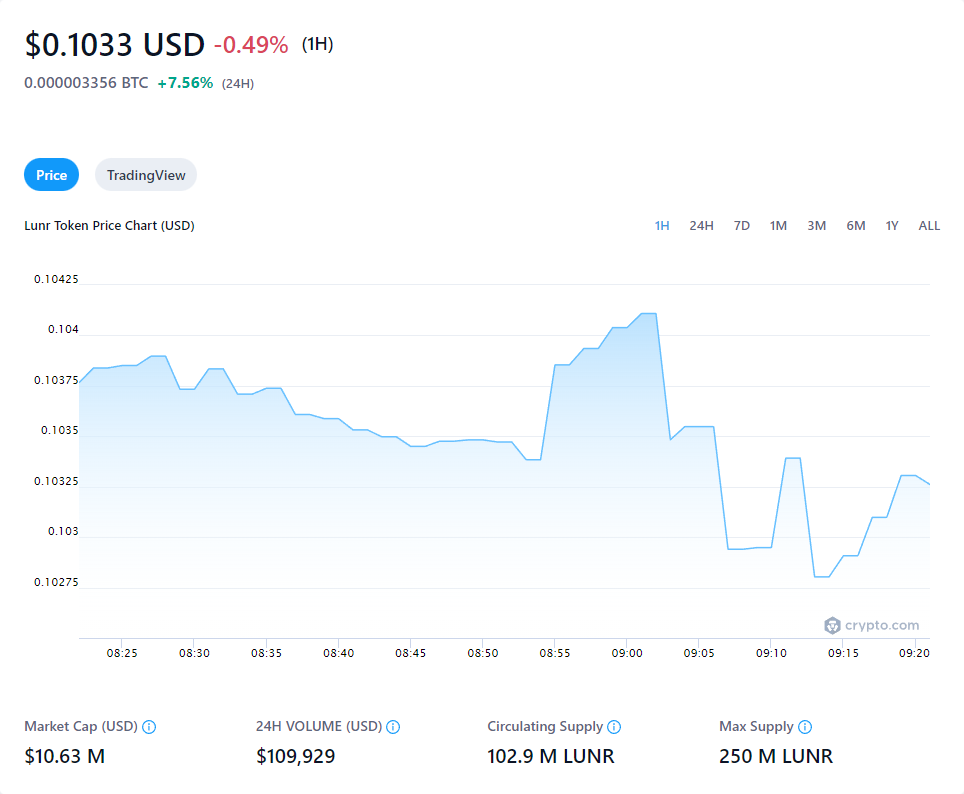 $0.1033 USD -0.49% (1H)
0.000003356 BTC +7.56% (24H)
Price TradingView
Lunr Token Price Chart (USD) 1H 24H 7D 1M 3M 6M 1Y ALL
0.10425
0.104
0.10375
0.1035
0.10325
0.103
0.10275
crypto.com
08:25 08:30 08:35 08:40 08:45 08:50 08:55 09:00 09:05 09:10 09:15 09:20
Market Cap (USD) 24H VOLUME (USD) Circulating Supply Max Supply
$10.63 M $109,929 102.9 M LUNR 250 M LUNR